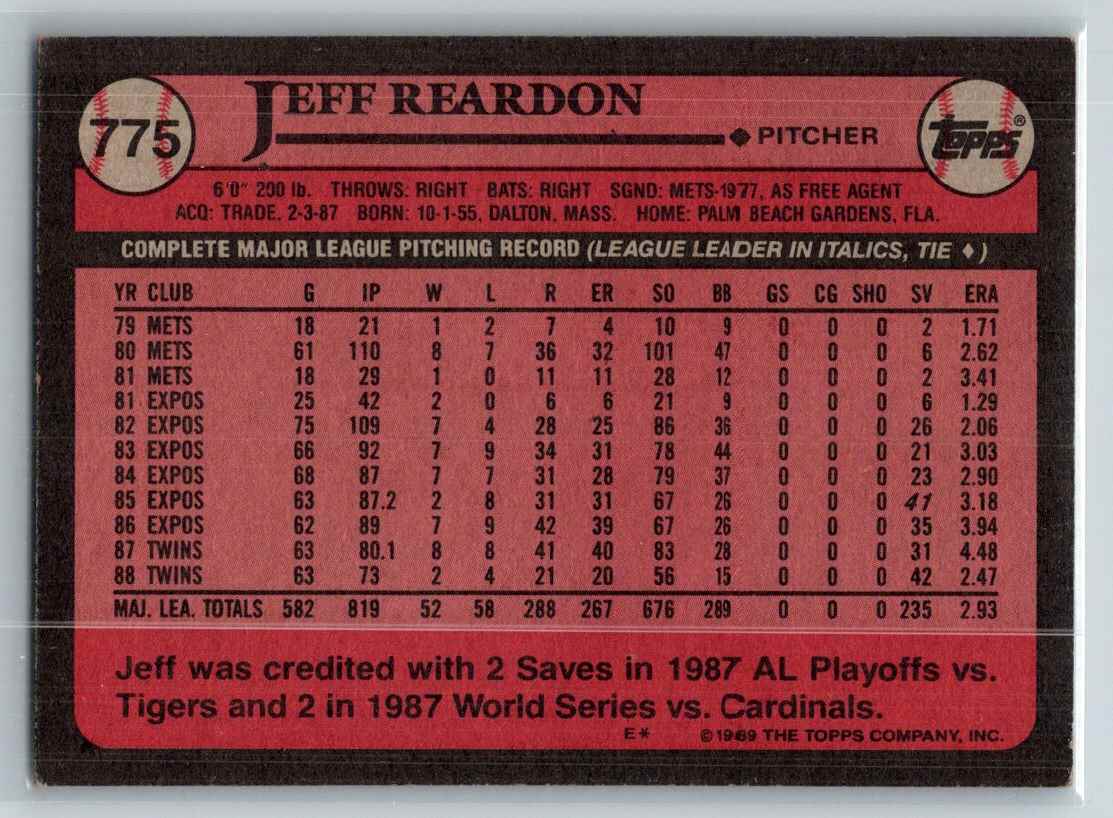 775
JEFF REARDON
PITCHER
TOPPS®
6'0" 200 lb. THROWS: RIGHT BATS: RIGHT SGND: METS-1977, AS FREE AGENT
ACQ: TRADE, 2-3-87 BORN: 10-1-55, DALTON, MASS. HOME: PALM BEACH GARDENS, FLA.
COMPLETE MAJOR LEAGUE PITCHING RECORD (LEAGUE LEADER IN ITALICS, TIE ♦)
YR CLUB G IP W L R ER SO BB GS CG SHO SV ERA
79 METS 18 21 1 2 7 4 10 9 0 0 0 2 1.71
80 METS 61 110 8 7 36 32 101 47 0 0 0 6 2.62
81 METS 18 29 1 0 11 11 28 12 0 0 0 2 3.41
81 EXPOS 25 42 2 0 6 6 21 9 0 0 0 6 1.29
82 EXPOS 75 109 7 4 28 25 86 36 0 0 0 26 2.06
83 EXPOS 66 92 7 9 34 31 78 44 0 0 0 21 3.03
84 EXPOS 68 87 7 7 31 28 79 37 0 0 0 23 2.90
85 EXPOS 63 87.2 2 8 31 31 67 26 0 0 0 41 3.18
86 EXPOS 62 89 7 9 42 39 67 26 0 0 0 35 3.94
87 TWINS 63 80.1 8 8 41 40 83 28 0 0 0 31 4.48
88 TWINS 63 73 2 4 21 20 56 15 0 0 0 42 2.47
MAJ. LEA. TOTALS 582 819 52 58 288 267 676 289 0 0 0 235 2.93
Jeff was credited with 2 Saves in 1987 AL Playoffs vs.
Tigers and 2 in 1987 World Series vs. Cardinals.
E* ©1989 THE TOPPS COMPANY, INC.